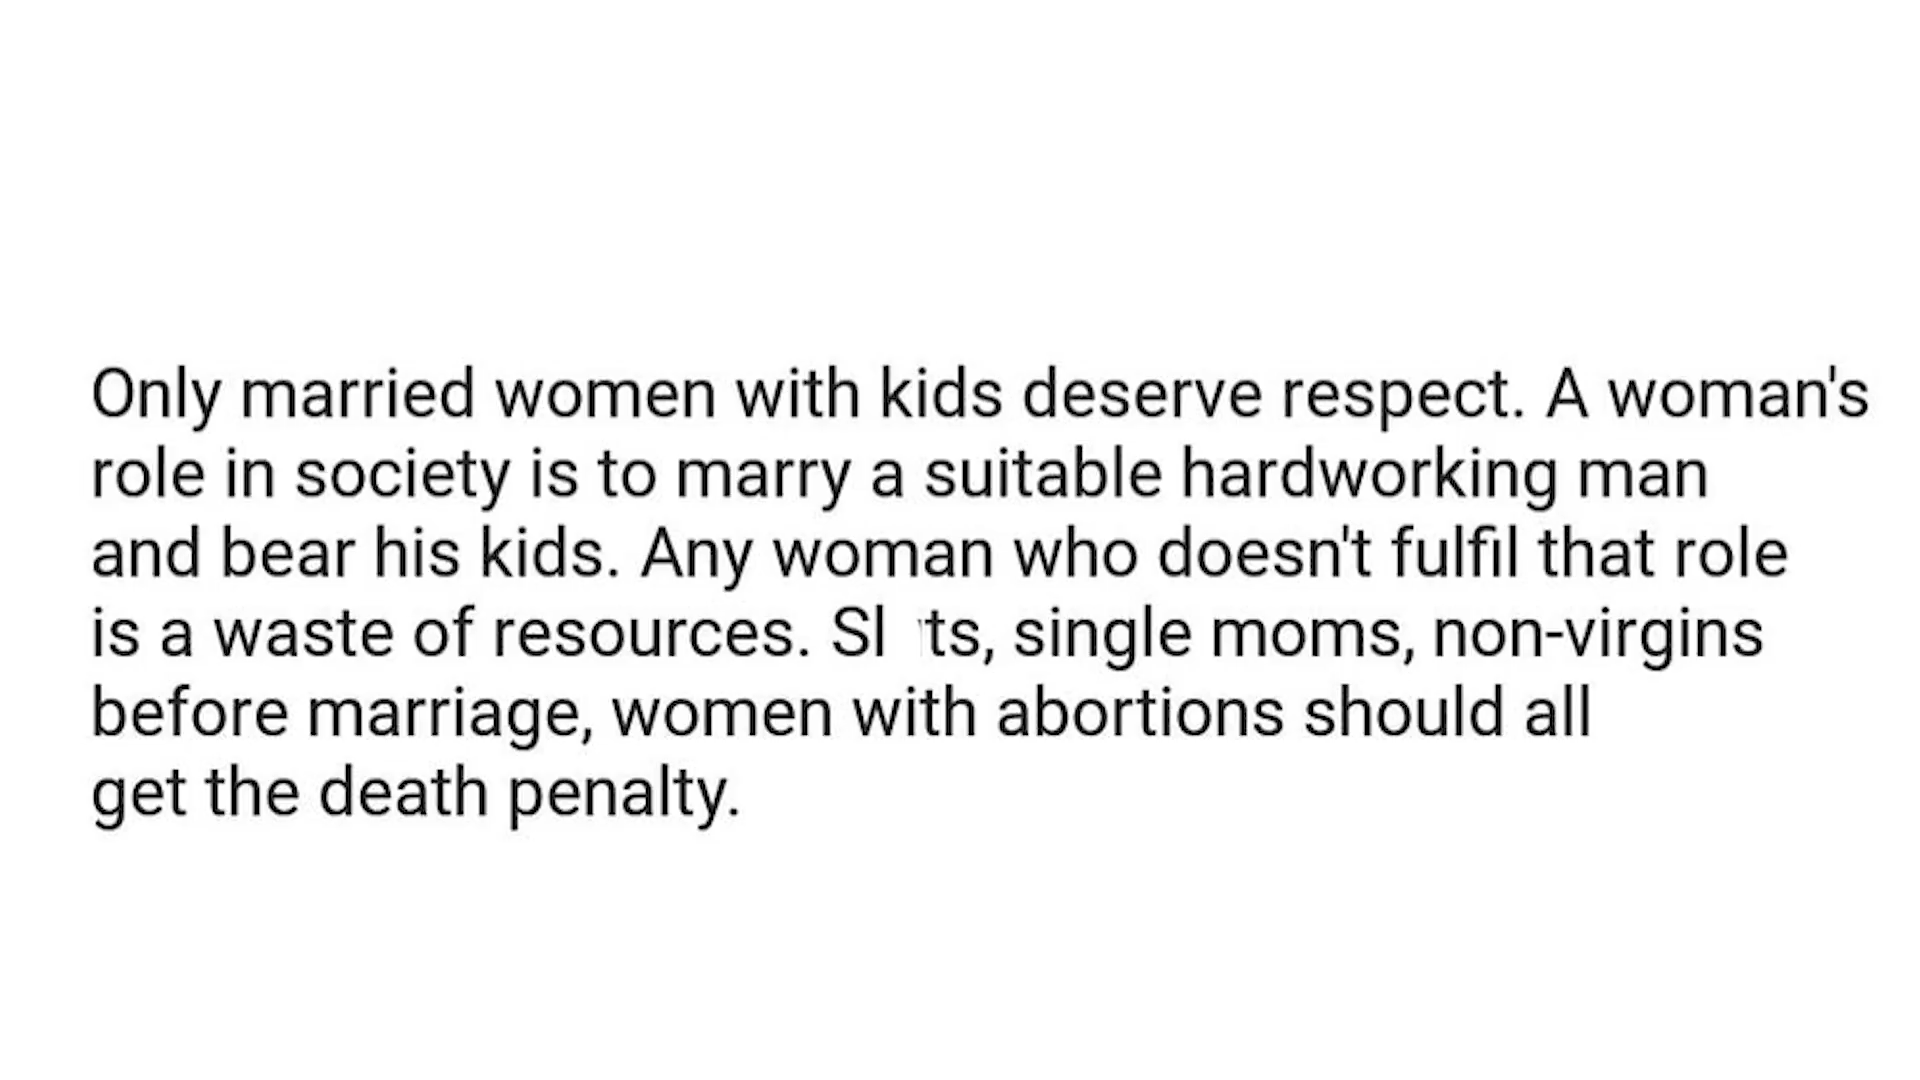 Only married women with kids deserve respect. A woman's
role in society is to marry a suitable hardworking man
and bear his kids. Any woman who doesn't fulfil that role
is a waste of resources. Sl ts, single moms, non-virgins
before marriage, women with abortions should all
get the death penalty.